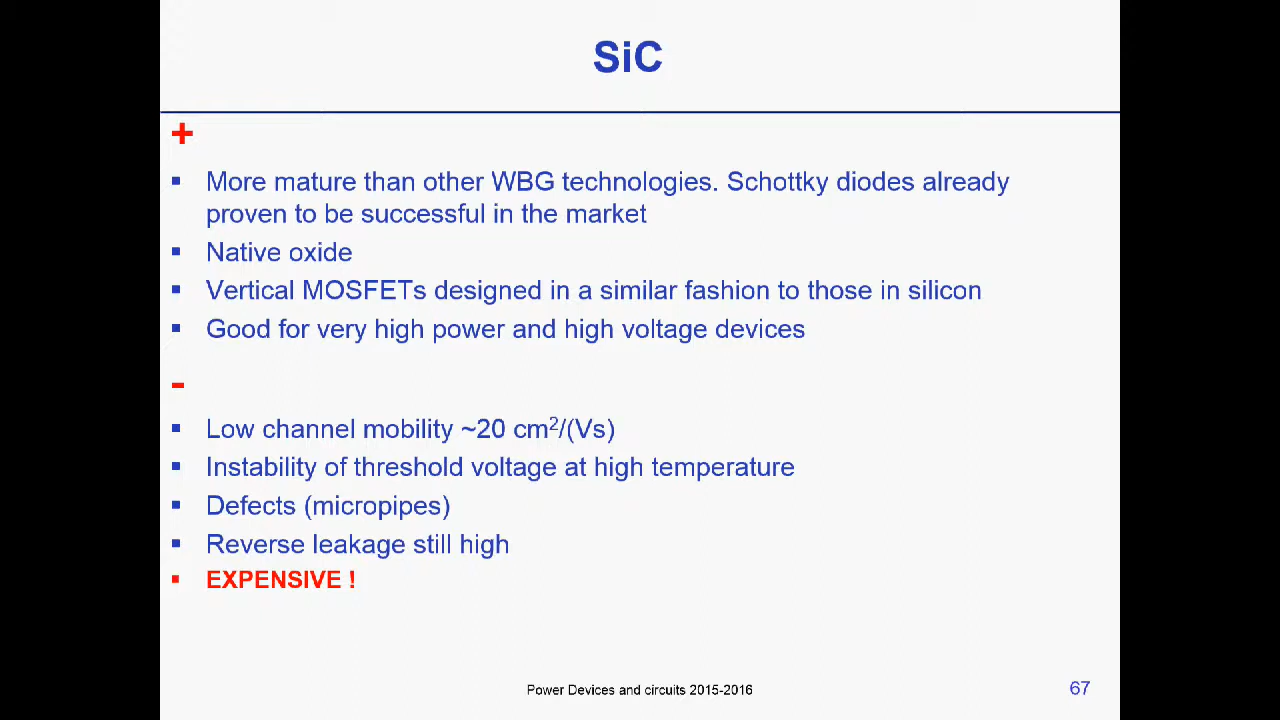 SiC
+
▪ More mature than other WBG technologies. Schottky diodes already
proven to be successful in the market
▪ Native oxide
▪ Vertical MOSFETs designed in a similar fashion to those in silicon
▪ Good for very high power and high voltage devices
-
▪ Low channel mobility ~20 cm²/(Vs)
▪ Instability of threshold voltage at high temperature
▪ Defects (micropipes)
▪ Reverse leakage still high
▪ EXPENSIVE !
Power Devices and circuits 2015-2016
67